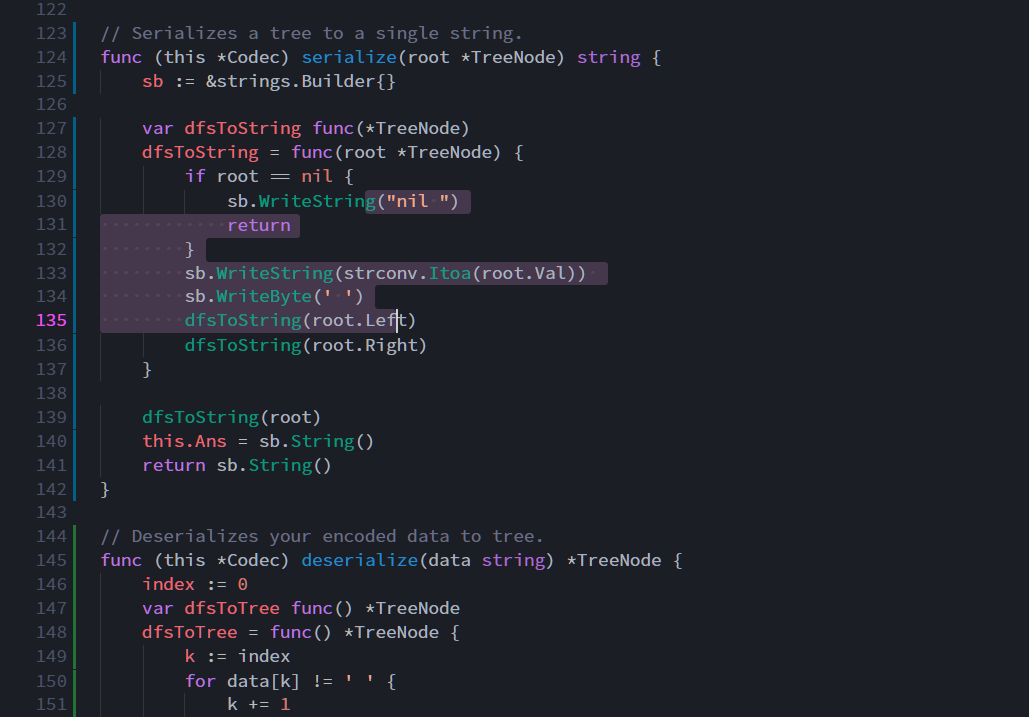 122
123 // Serializes a tree to a single string.
124 func (this *Codec) serialize(root *TreeNode) string {
125     sb := &strings.Builder{}
126
127     var dfsToString func(*TreeNode)
128     dfsToString = func(root *TreeNode) {
129         if root == nil {
130             sb.WriteString("nil ")
131             return
132         }
133         sb.WriteString(strconv.Itoa(root.Val))
134         sb.WriteByte(' ')
135         dfsToString(root.Left)
136         dfsToString(root.Right)
137     }
138
139     dfsToString(root)
140     this.Ans = sb.String()
141     return sb.String()
142 }
143
144 // Deserializes your encoded data to tree.
145 func (this *Codec) deserialize(data string) *TreeNode {
146     index := 0
147     var dfsToTree func() *TreeNode
148     dfsToTree = func() *TreeNode {
149         k := index
150         for data[k] != ' ' {
151             k += 1